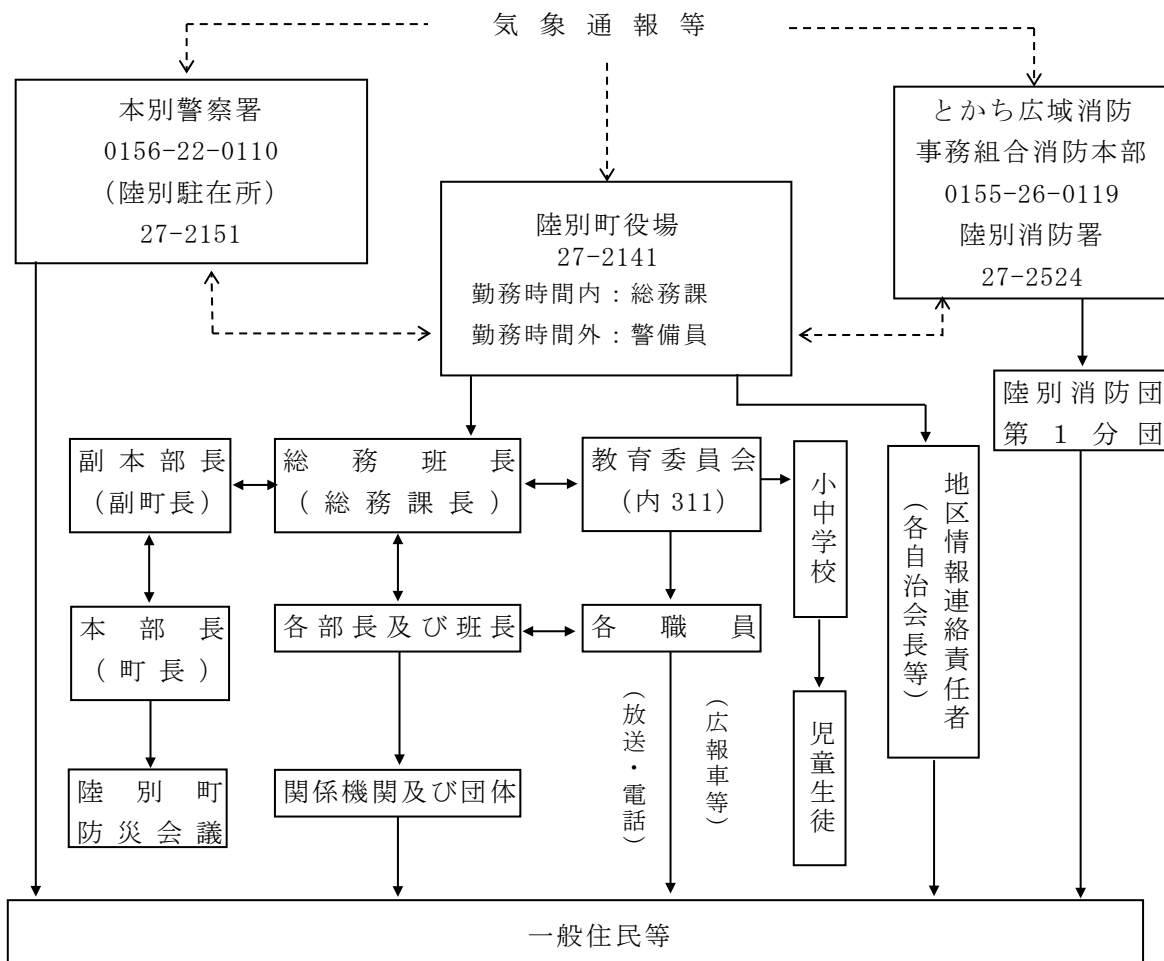 気象通報等
本別警察署
0156-22-0110
(陸別駐在所)
27-2151
とかち広域消防
事務組合消防本部
0155-26-0119
陸別消防署
27-2524
陸別町役場
27-2141
勤務時間内：総務課
勤務時間外：警備員
陸別消防団
第1分団
副本部長
(副町長)
総務班長
(総務課長)
教育委員会
(内311)
小中学校
地区情報連絡責任者
(各自治会長等)
本部長
(町長)
各部長及び班長
各職員
(放送・電話)
(広報車等)
児童生徒
陸別町
防災会議
関係機関及び団体
一般住民等